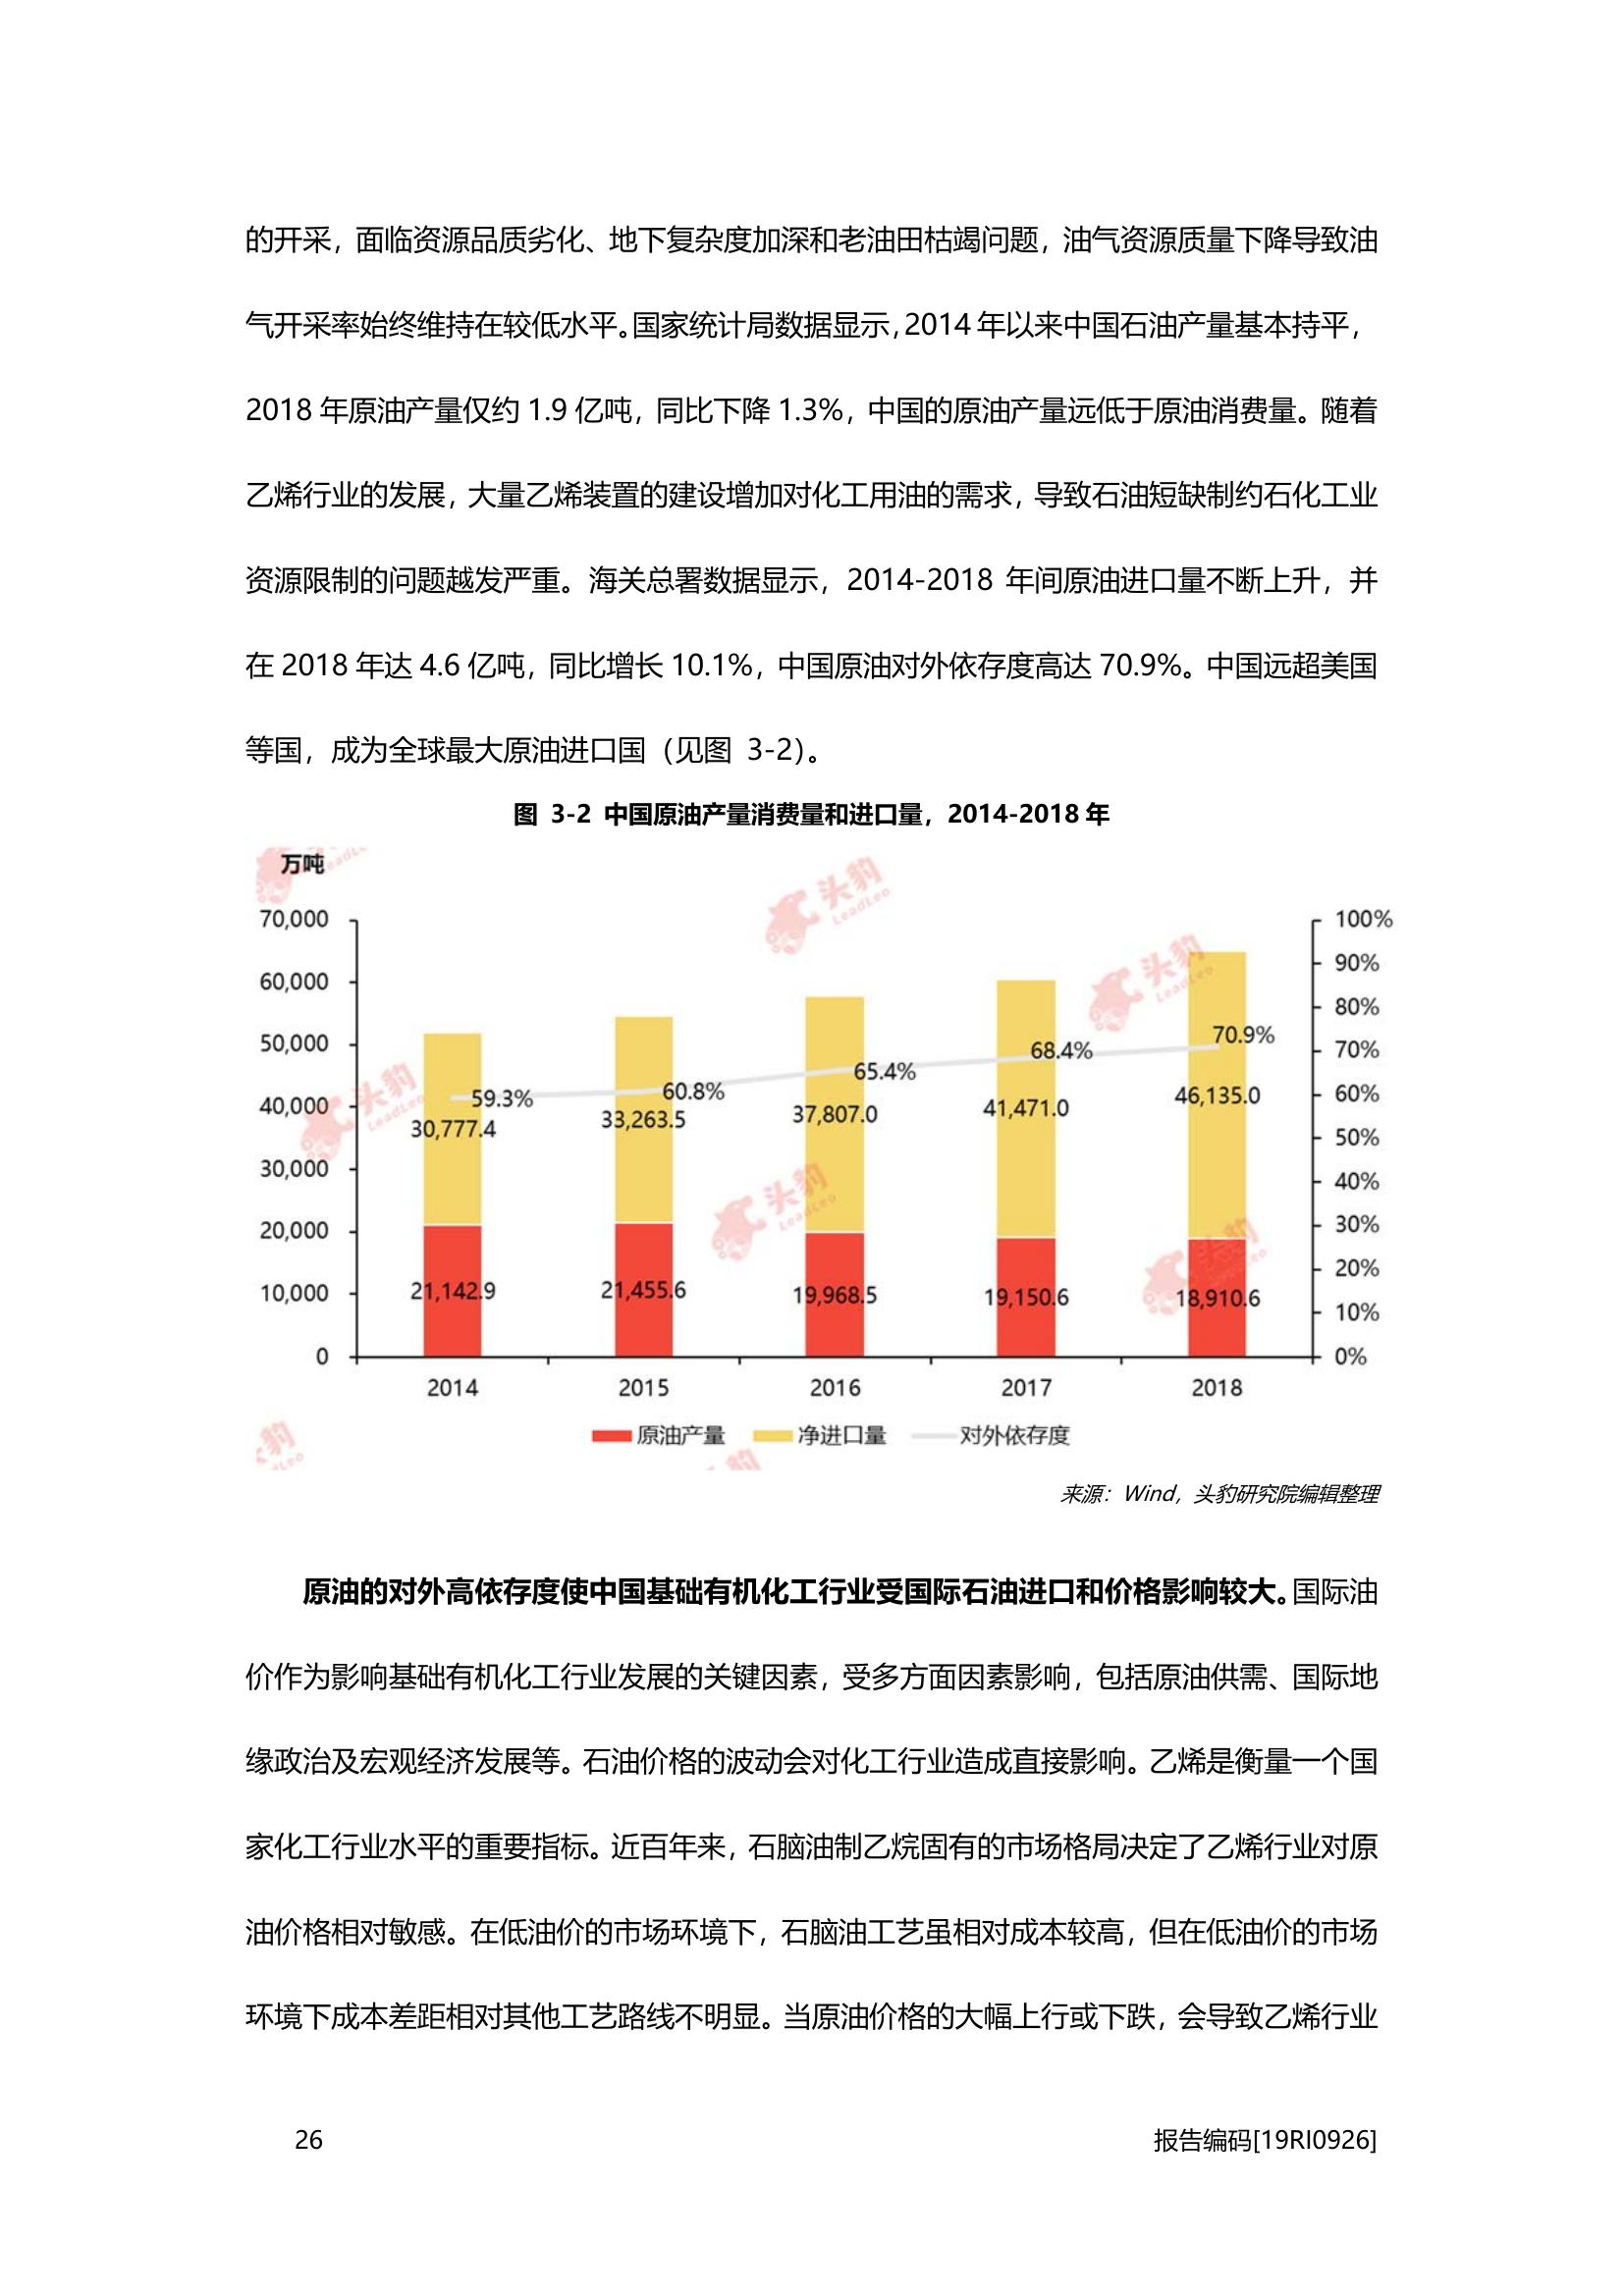 的开采，面临资源品质劣化、地下复杂度加深和老油田枯竭问题，油气资源质量下降导致油
气开采率始终维持在较低水平。国家统计局数据显示，2014 年以来中国石油产量基本持平，
2018 年原油产量仅约 1.9 亿吨，同比下降 1.3%，中国的原油产量远低于原油消费量。随着
乙烯行业的发展，大量乙烯装置的建设增加对化工用油的需求，导致石油短缺制约石化工业
资源限制的问题越发严重。海关总署数据显示，2014-2018 年间原油进口量不断上升，并
在 2018 年达 4.6 亿吨，同比增长 10.1%，中国原油对外依存度高达 70.9%。中国远超美国
等国，成为全球最大原油进口国（见图 3-2）。
图 3-2 中国原油产量消费量和进口量，2014-2018 年
万吨
70,000
60,000
50,000
40,000
30,000
20,000
10,000
0
100%
90%
80%
70%
60%
50%
40%
30%
20%
10%
0%
59.3%
60.8%
65.4%
68.4%
70.9%
30,777.4
33,263.5
37,807.0
41,471.0
46,135.0
21,142.9
21,455.6
19,968.5
19,150.6
18,910.6
2014
2015
2016
2017
2018
原油产量
净进口量
对外依存度
头豹
LeadLeo
头豹
LeadLeo
头豹
LeadLeo
头豹
LeadLeo
来源：Wind，头豹研究院编辑整理
原油的对外高依存度使中国基础有机化工行业受国际石油进口和价格影响较大。国际油
价作为影响基础有机化工行业发展的关键因素，受多方面因素影响，包括原油供需、国际地
缘政治及宏观经济发展等。石油价格的波动会对化工行业造成直接影响。乙烯是衡量一个国
家化工行业水平的重要指标。近百年来，石脑油制乙烷固有的市场格局决定了乙烯行业对原
油价格相对敏感。在低油价的市场环境下，石脑油工艺虽相对成本较高，但在低油价的市场
环境下成本差距相对其他工艺路线不明显。当原油价格的大幅上行或下跌，会导致乙烯行业
26
报告编码[19RI0926]